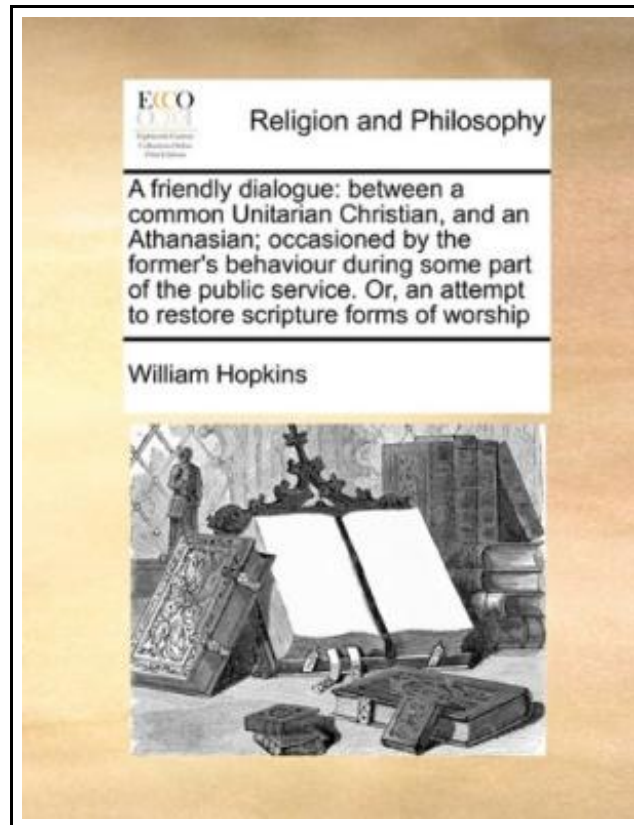 ECCO
Religion and Philosophy
A friendly dialogue: between a
common Unitarian Christian, and an
Athanasian; occasioned by the
former's behaviour during some part
of the public service. Or, an attempt
to restore scripture forms of worship
William Hopkins